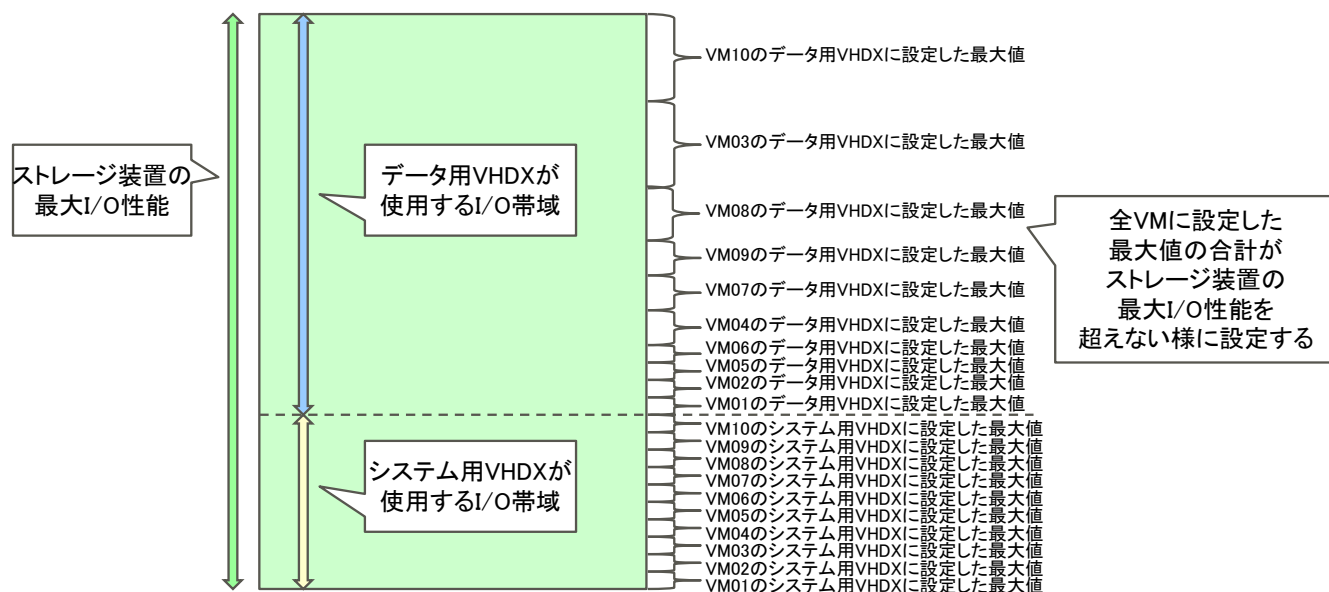 ストレージ装置の
最大I/O性能
データ用VHDXが
使用するI/O帯域
システム用VHDXが
使用するI/O帯域
VM10のデータ用VHDXに設定した最大値
VM03のデータ用VHDXに設定した最大値
VM08のデータ用VHDXに設定した最大値
VM09のデータ用VHDXに設定した最大値
VM07のデータ用VHDXに設定した最大値
VM04のデータ用VHDXに設定した最大値
VM06のデータ用VHDXに設定した最大値
VM05のデータ用VHDXに設定した最大値
VM02のデータ用VHDXに設定した最大値
VM01のデータ用VHDXに設定した最大値
VM10のシステム用VHDXに設定した最大値
VM09のシステム用VHDXに設定した最大値
VM08のシステム用VHDXに設定した最大値
VM07のシステム用VHDXに設定した最大値
VM06のシステム用VHDXに設定した最大値
VM05のシステム用VHDXに設定した最大値
VM04のシステム用VHDXに設定した最大値
VM03のシステム用VHDXに設定した最大値
VM02のシステム用VHDXに設定した最大値
VM01のシステム用VHDXに設定した最大値
全VMに設定した
最大値の合計が
ストレージ装置の
最大I/O性能を
超えない様に設定する